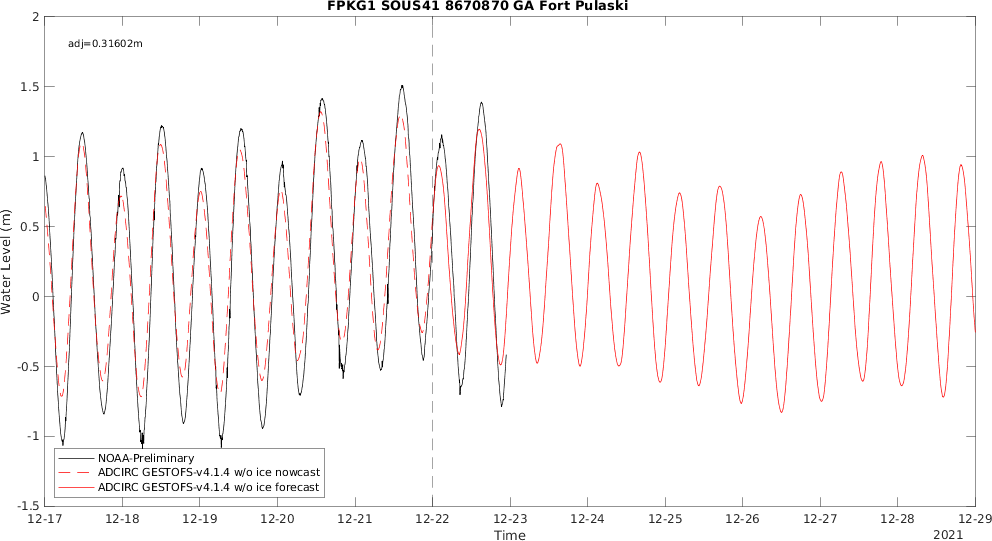 FPKG1 SOUS41 8670870 GA Fort Pulaski
adj=0.31602m
2
1.5
1
0.5
0
-0.5
-1
-1.5
Water Level (m)
NOAA-Preliminary
ADCIRC GESTOFS-v4.1.4 w/o ice nowcast
ADCIRC GESTOFS-v4.1.4 w/o ice forecast
12-17 12-18 12-19 12-20 12-21 12-22 12-23 12-24 12-25 12-26 12-27 12-28 12-29
Time
2021